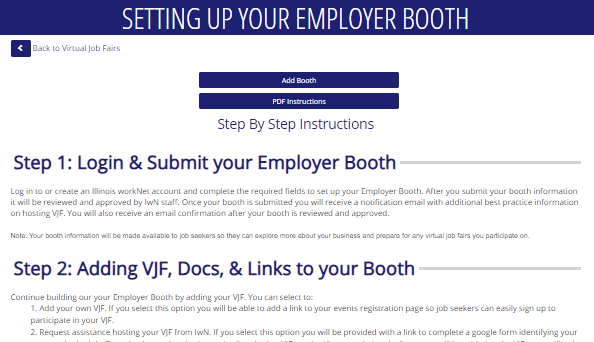 SETTING UP YOUR EMPLOYER BOOTH
Back to Virtual Job Fairs
Add Booth
PDF Instructions
Step By Step Instructions
Step 1: Login & Submit your Employer Booth
Log in to or create an Illinois workNet account and complete the required fields to set up your Employer Booth. After you submit your booth information
it will be reviewed and approved by IwN staff. Once your booth is submitted you will receive a notification email with additional best practice information
on hosting VJF. You will also receive an email confirmation after your booth is reviewed and approved.
Note: Your booth information will be made available to job seekers so they can explore more about your business and prepare for any virtual job fairs you participate on.
Step 2: Adding VJF, Docs, & Links to your Booth
Continue building our your Employer Booth by adding your VJF. You can select to:
1. Add your own VJF. If you select this option you will be able to add a link to your events registration page so job seekers can easily sign up to
participate in your VJF.
2. Request assistance hosting your VJF from IwN. If you select this option you will be provided with a link to complete a google form identifying your